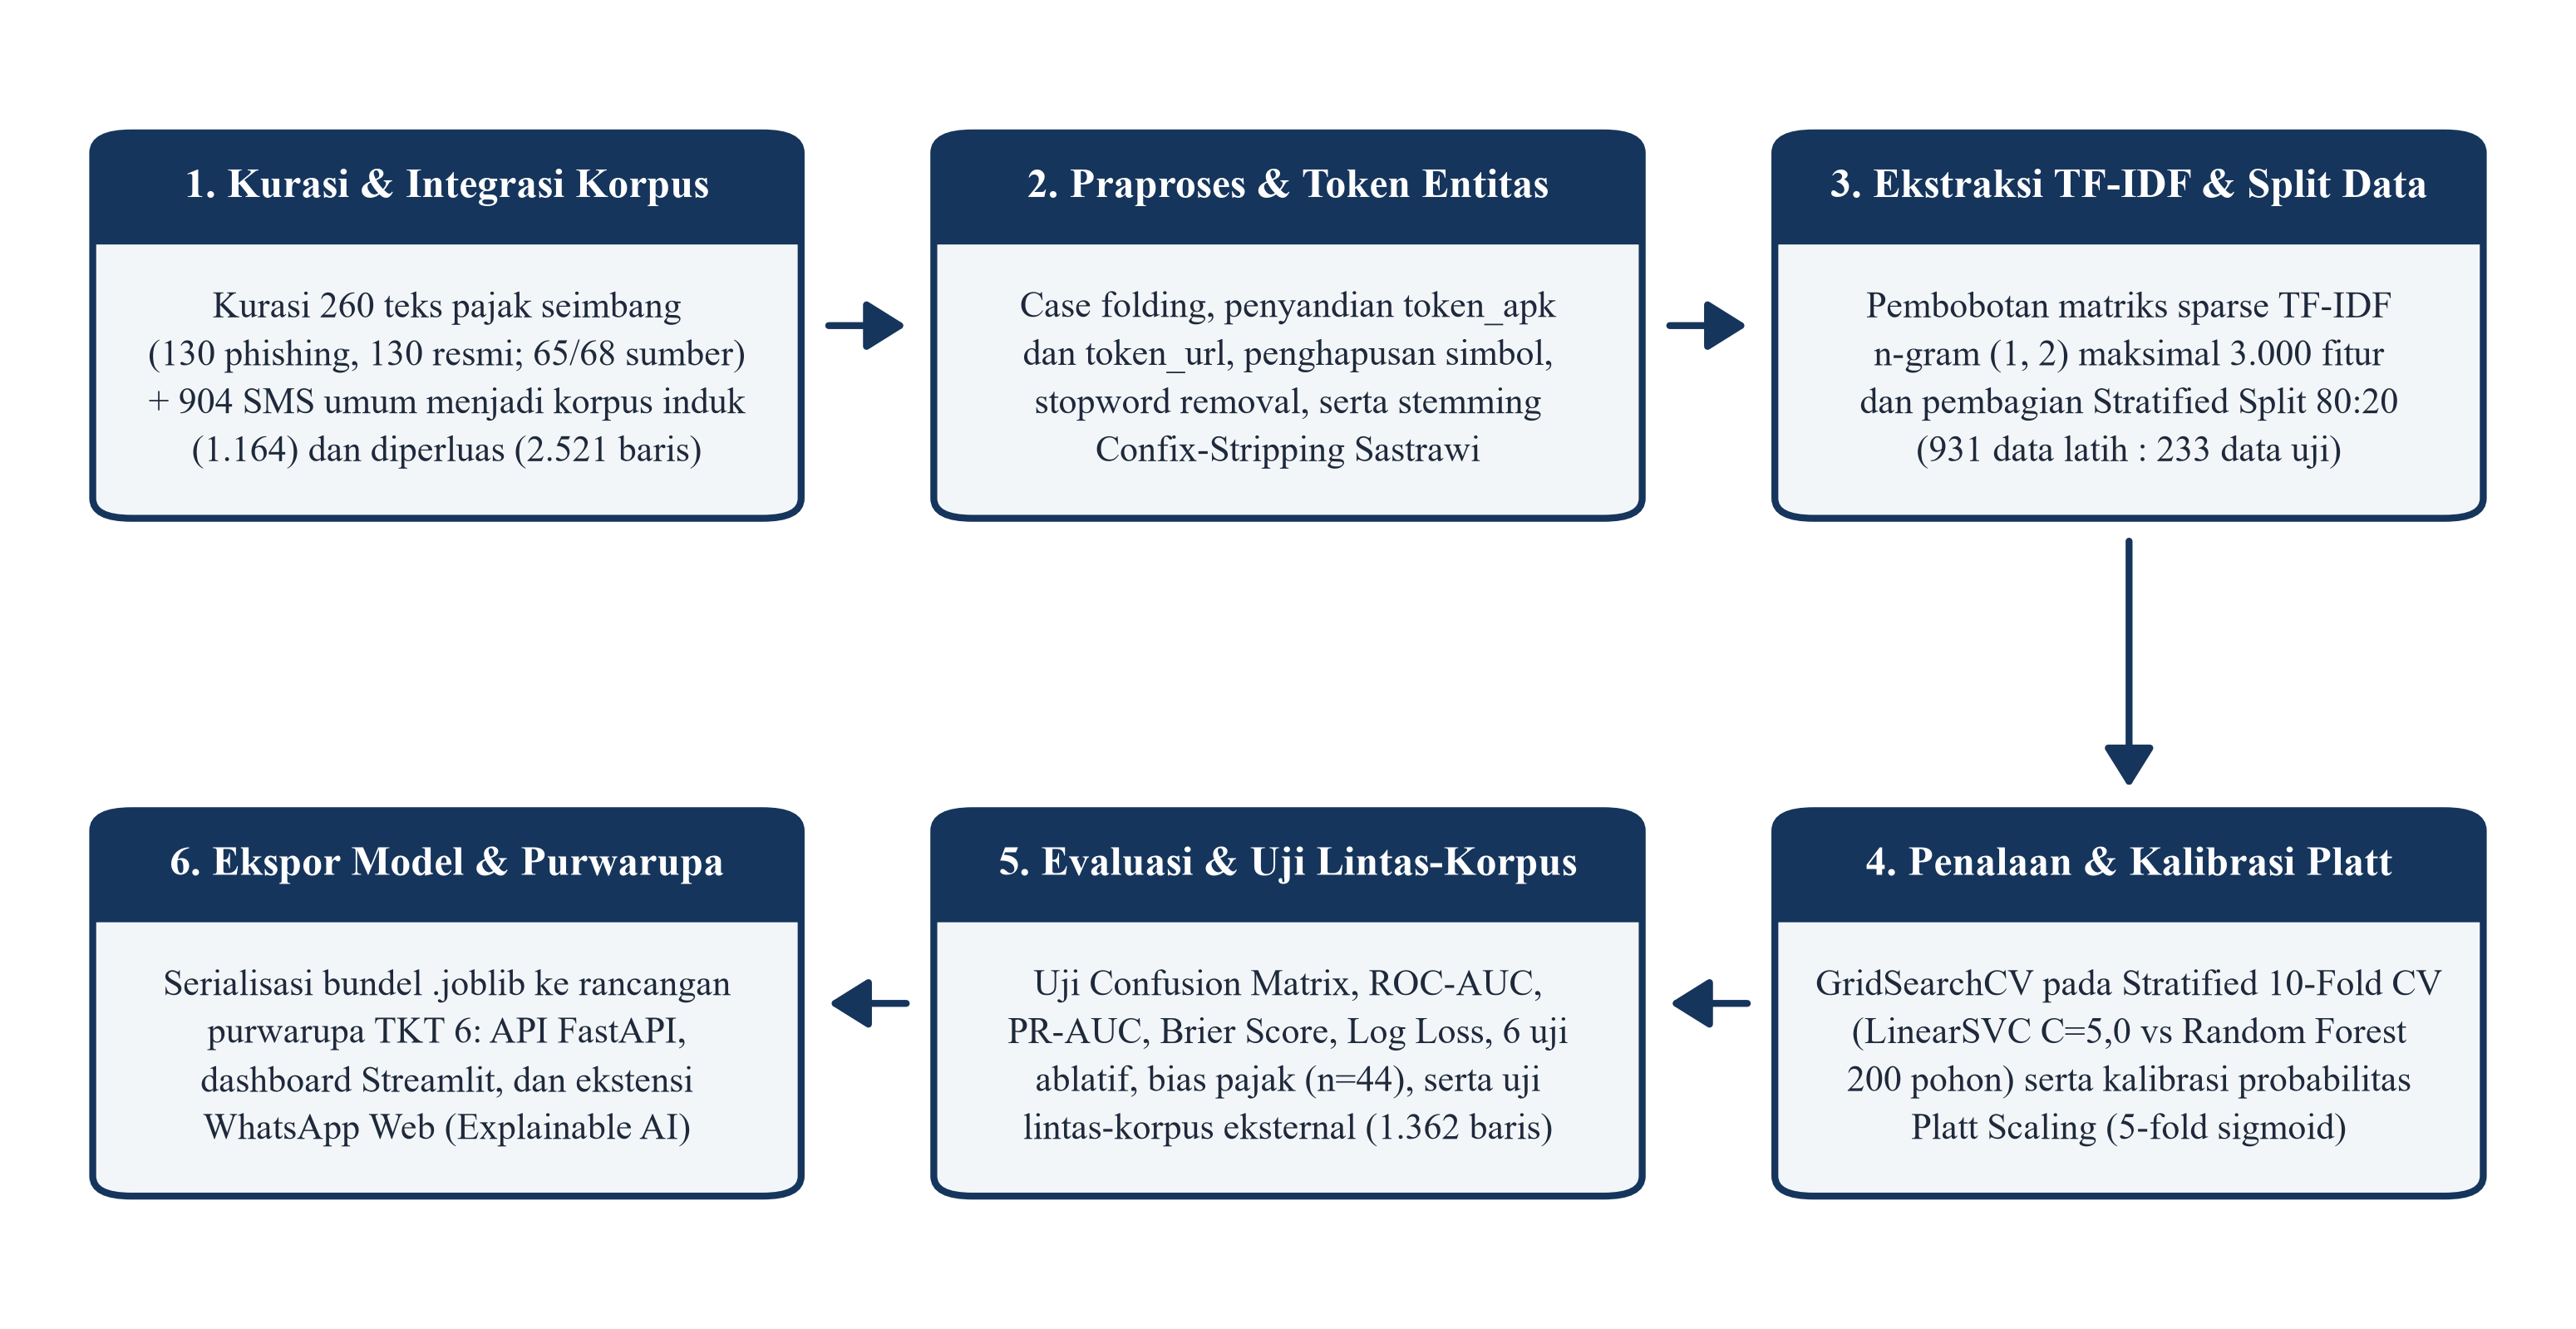 1. Kurasi & Integrasi Korpus
Kurasi 260 teks pajak seimbang
(130 phishing, 130 resmi; 65/68 sumber)
+ 904 SMS umum menjadi korpus induk
(1.164) dan diperluas (2.521 baris)
2. Praproses & Token Entitas
Case folding, penyandian token_apk
dan token_url, penghapusan simbol,
stopword removal, serta stemming
Confix-Stripping Sastrawi
3. Ekstraksi TF-IDF & Split Data
Pembobotan matriks sparse TF-IDF
n-gram (1, 2) maksimal 3.000 fitur
dan pembagian Stratified Split 80:20
(931 data latih : 233 data uji)
4. Penalaan & Kalibrasi Platt
GridSearchCV pada Stratified 10-Fold CV
(LinearSVC C=5,0 vs Random Forest
200 pohon) serta kalibrasi probabilitas
Platt Scaling (5-fold sigmoid)
5. Evaluasi & Uji Lintas-Korpus
Uji Confusion Matrix, ROC-AUC,
PR-AUC, Brier Score, Log Loss, 6 uji
ablatif, bias pajak (n=44), serta uji
lintas-korpus eksternal (1.362 baris)
6. Ekspor Model & Purwarupa
Serialisasi bundel .joblib ke rancangan
purwarupa TKT 6: API FastAPI,
dashboard Streamlit, dan ekstensi
WhatsApp Web (Explainable AI)